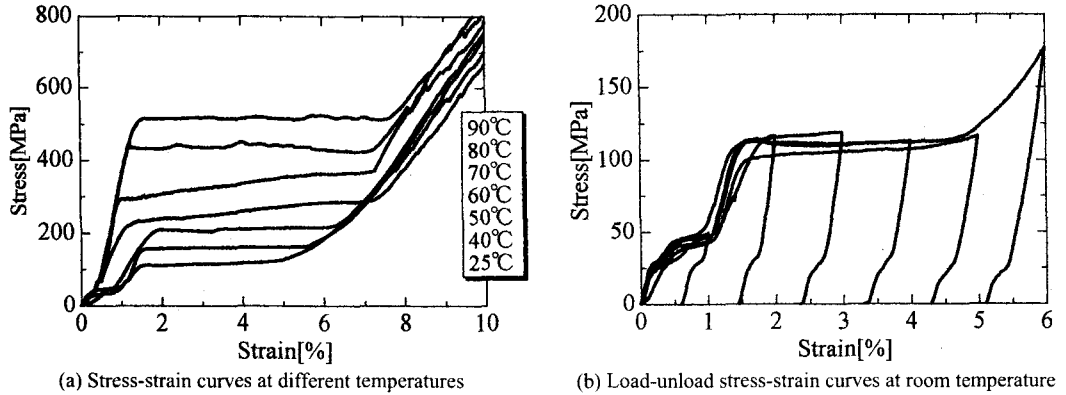 800
600
400
200
0
Stress[MPa]
0 2 4 6 8 10
Strain[%]
90℃
80℃
70℃
60℃
50℃
40℃
25℃
(a) Stress-strain curves at different temperatures
200
150
100
50
0
Stress[MPa]
0 1 2 3 4 5 6
Strain[%]
(b) Load-unload stress-strain curves at room temperature